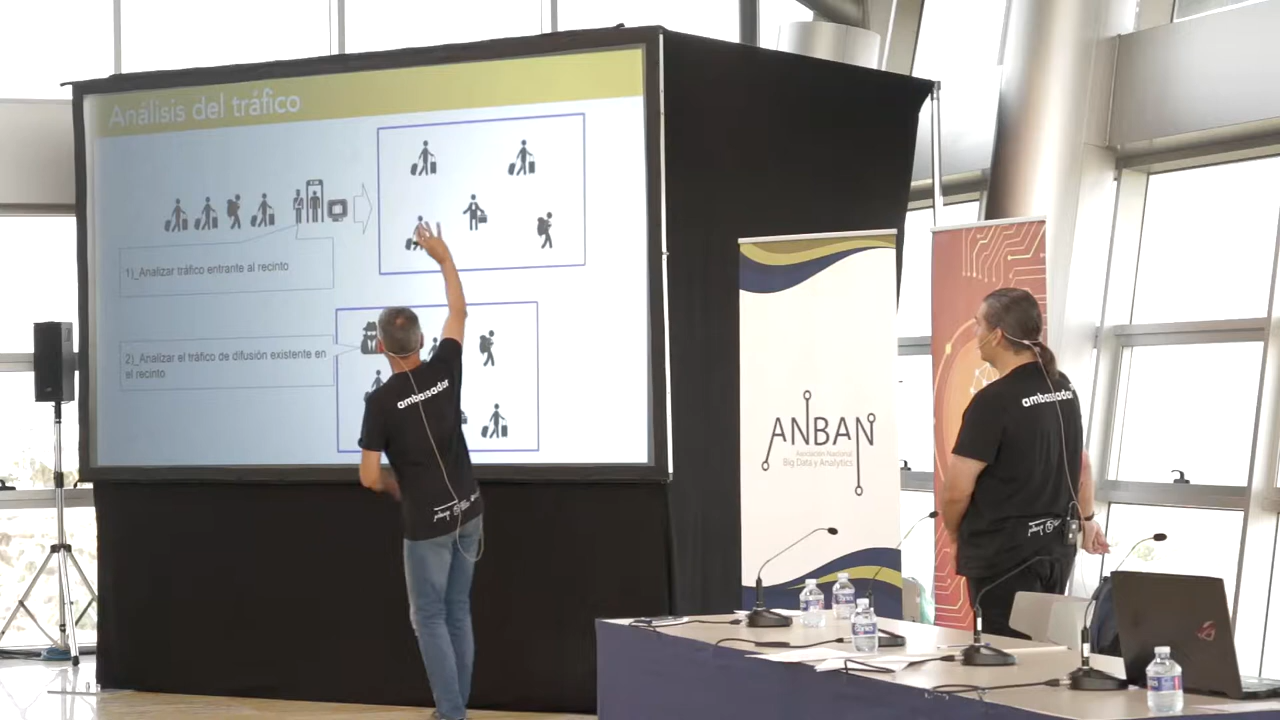 Análisis del tráfico
1)_Analizar tráfico entrante al recinto
2)_Analizar el tráfico de difusión existente en
el recinto
ambassador
ANBAN
Asociación Nacional
Big Data y Analytics
ambassador